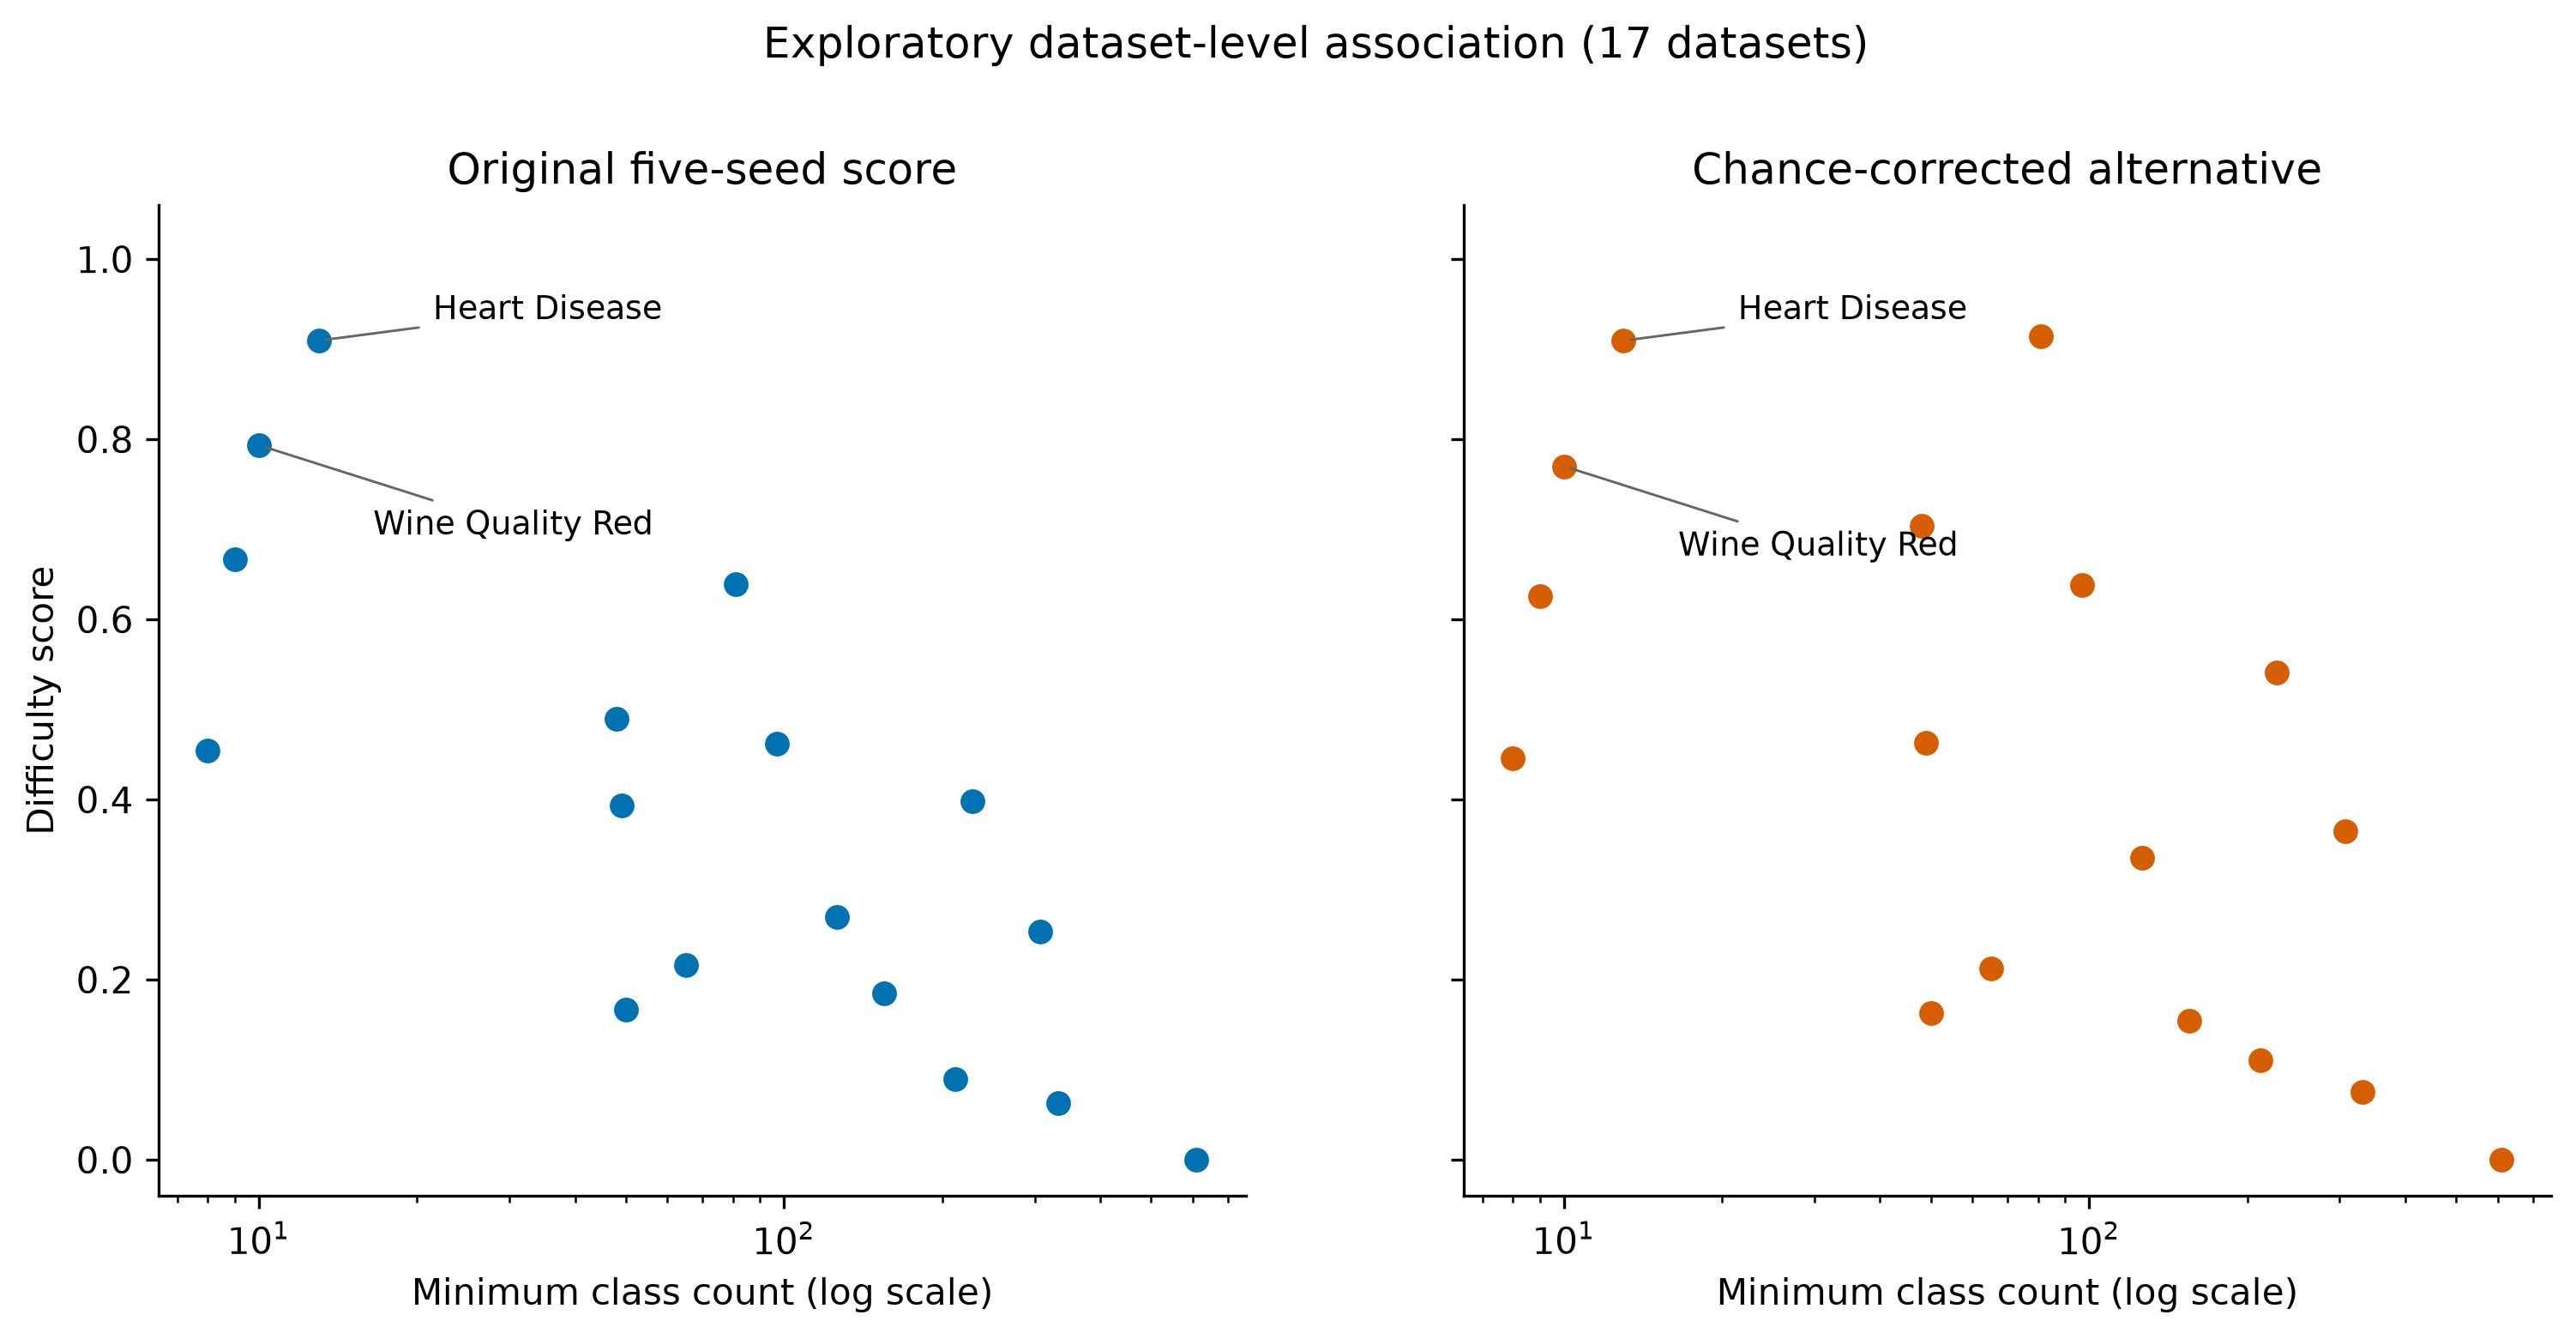 Exploratory dataset-level association (17 datasets)
Original five-seed score
Difficulty score
1.0
0.8
0.6
0.4
0.2
0.0
Heart Disease
Wine Quality Red
10¹
10²
Minimum class count (log scale)
Chance-corrected alternative
Heart Disease
Wine Quality Red
10¹
10²
Minimum class count (log scale)